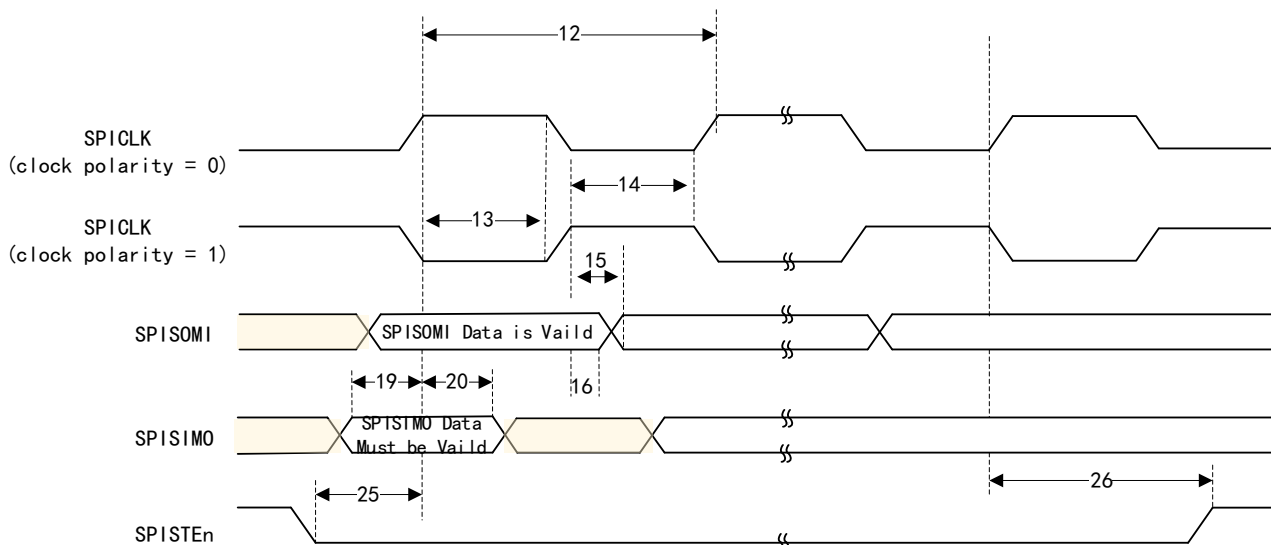 12
SPICLK
(clock polarity = 0)
14
SPICLK
(clock polarity = 1)
13
15
SPISOMI
SPISOMI Data is Vaild
19
20
16
SPISIMO
SPISIMO Data
Must be Vaild
25
26
SPISTEn